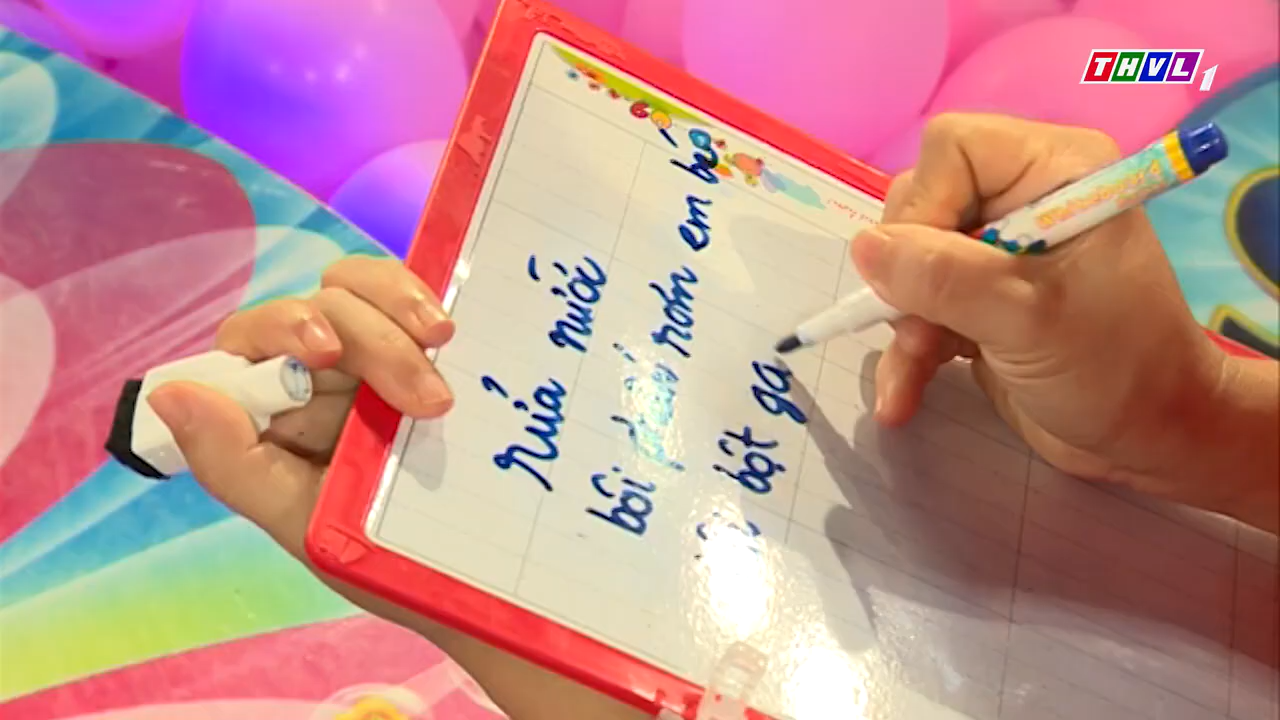 THVL1
rửa nước
bôi phấn rôm em bé
bột ga